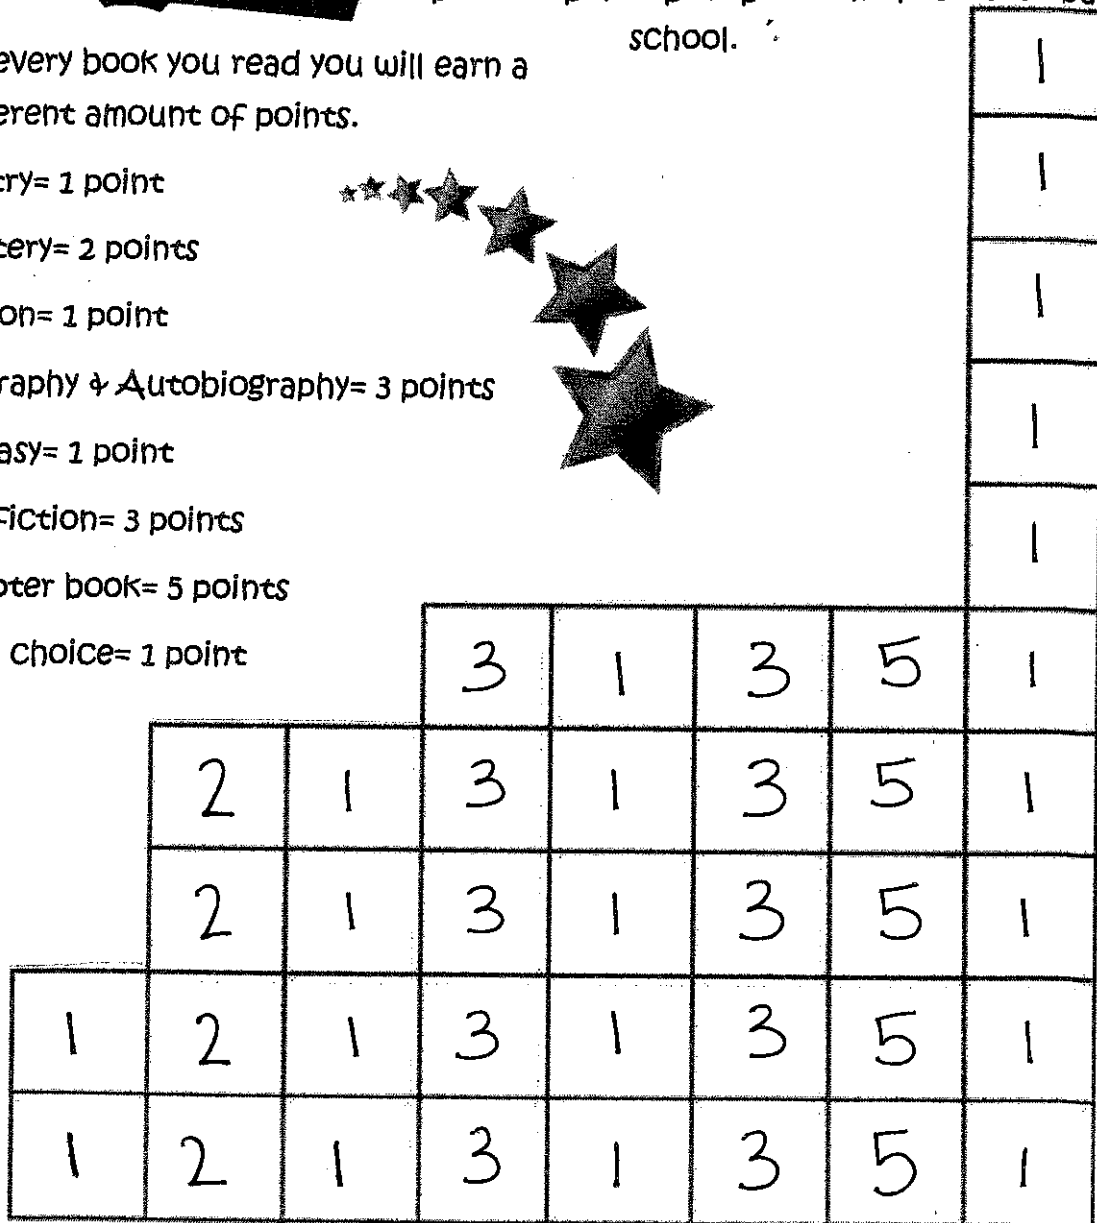 school.
every book you read you will earn a
erent amount of points.
try= 1 point
tery= 2 points
on= 1 point
raphy & Autobiography= 3 points
asy= 1 point
Fiction= 3 points
pter book= 5 points
choice= 1 point
1
1
1
1
1
3 1 3 5 1
2 1 3 1 3 5 1
2 1 3 1 3 5 1
1 2 1 3 1 3 5 1
1 2 1 3 1 3 5 1